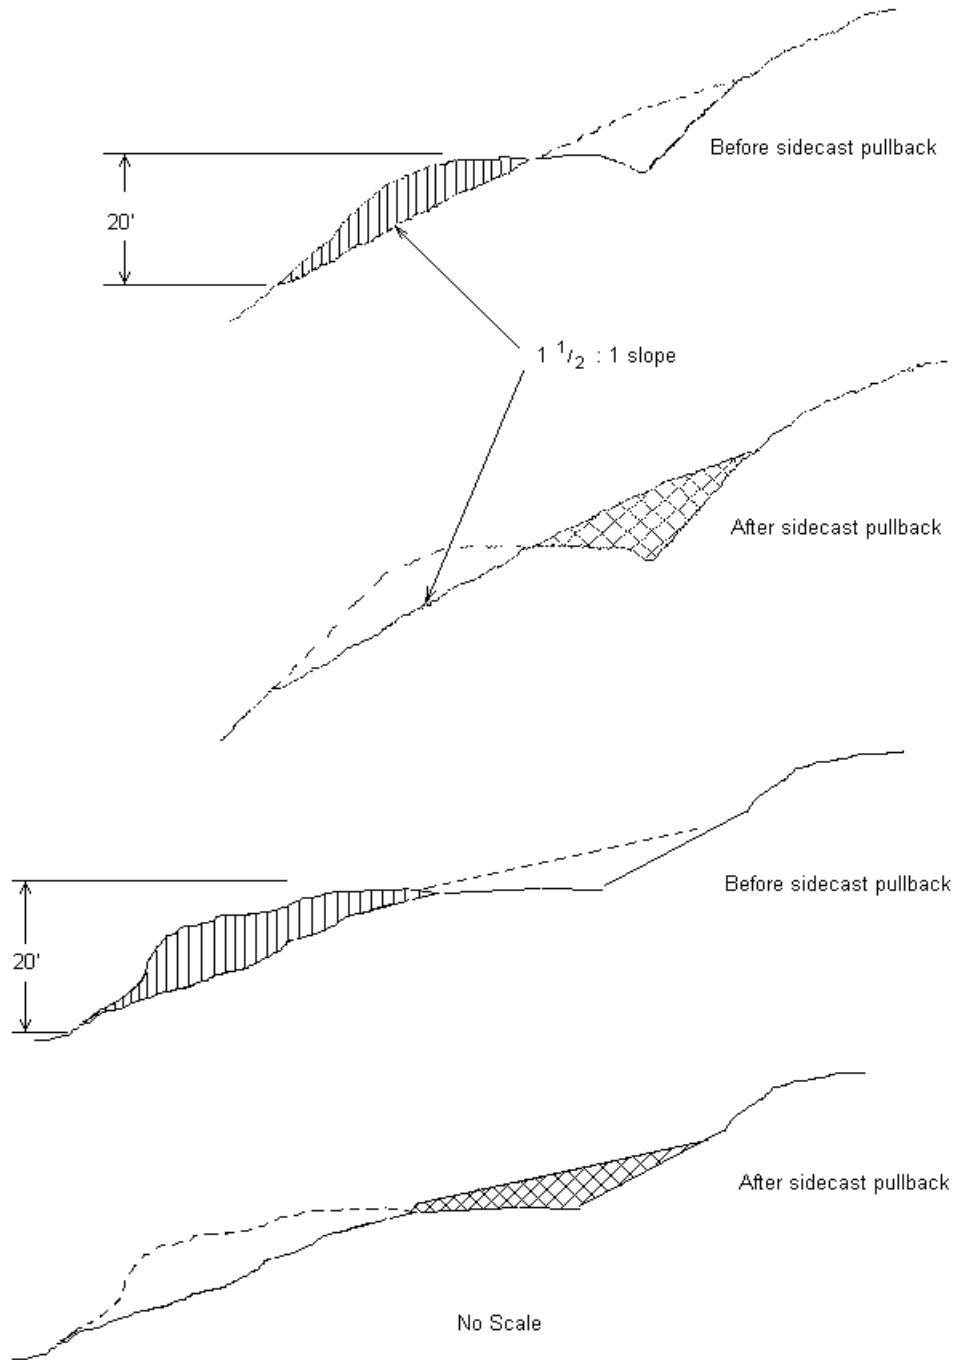 Before sidecast pullback
20'
1 1/2 : 1 slope
After sidecast pullback
Before sidecast pullback
20'
After sidecast pullback
No Scale